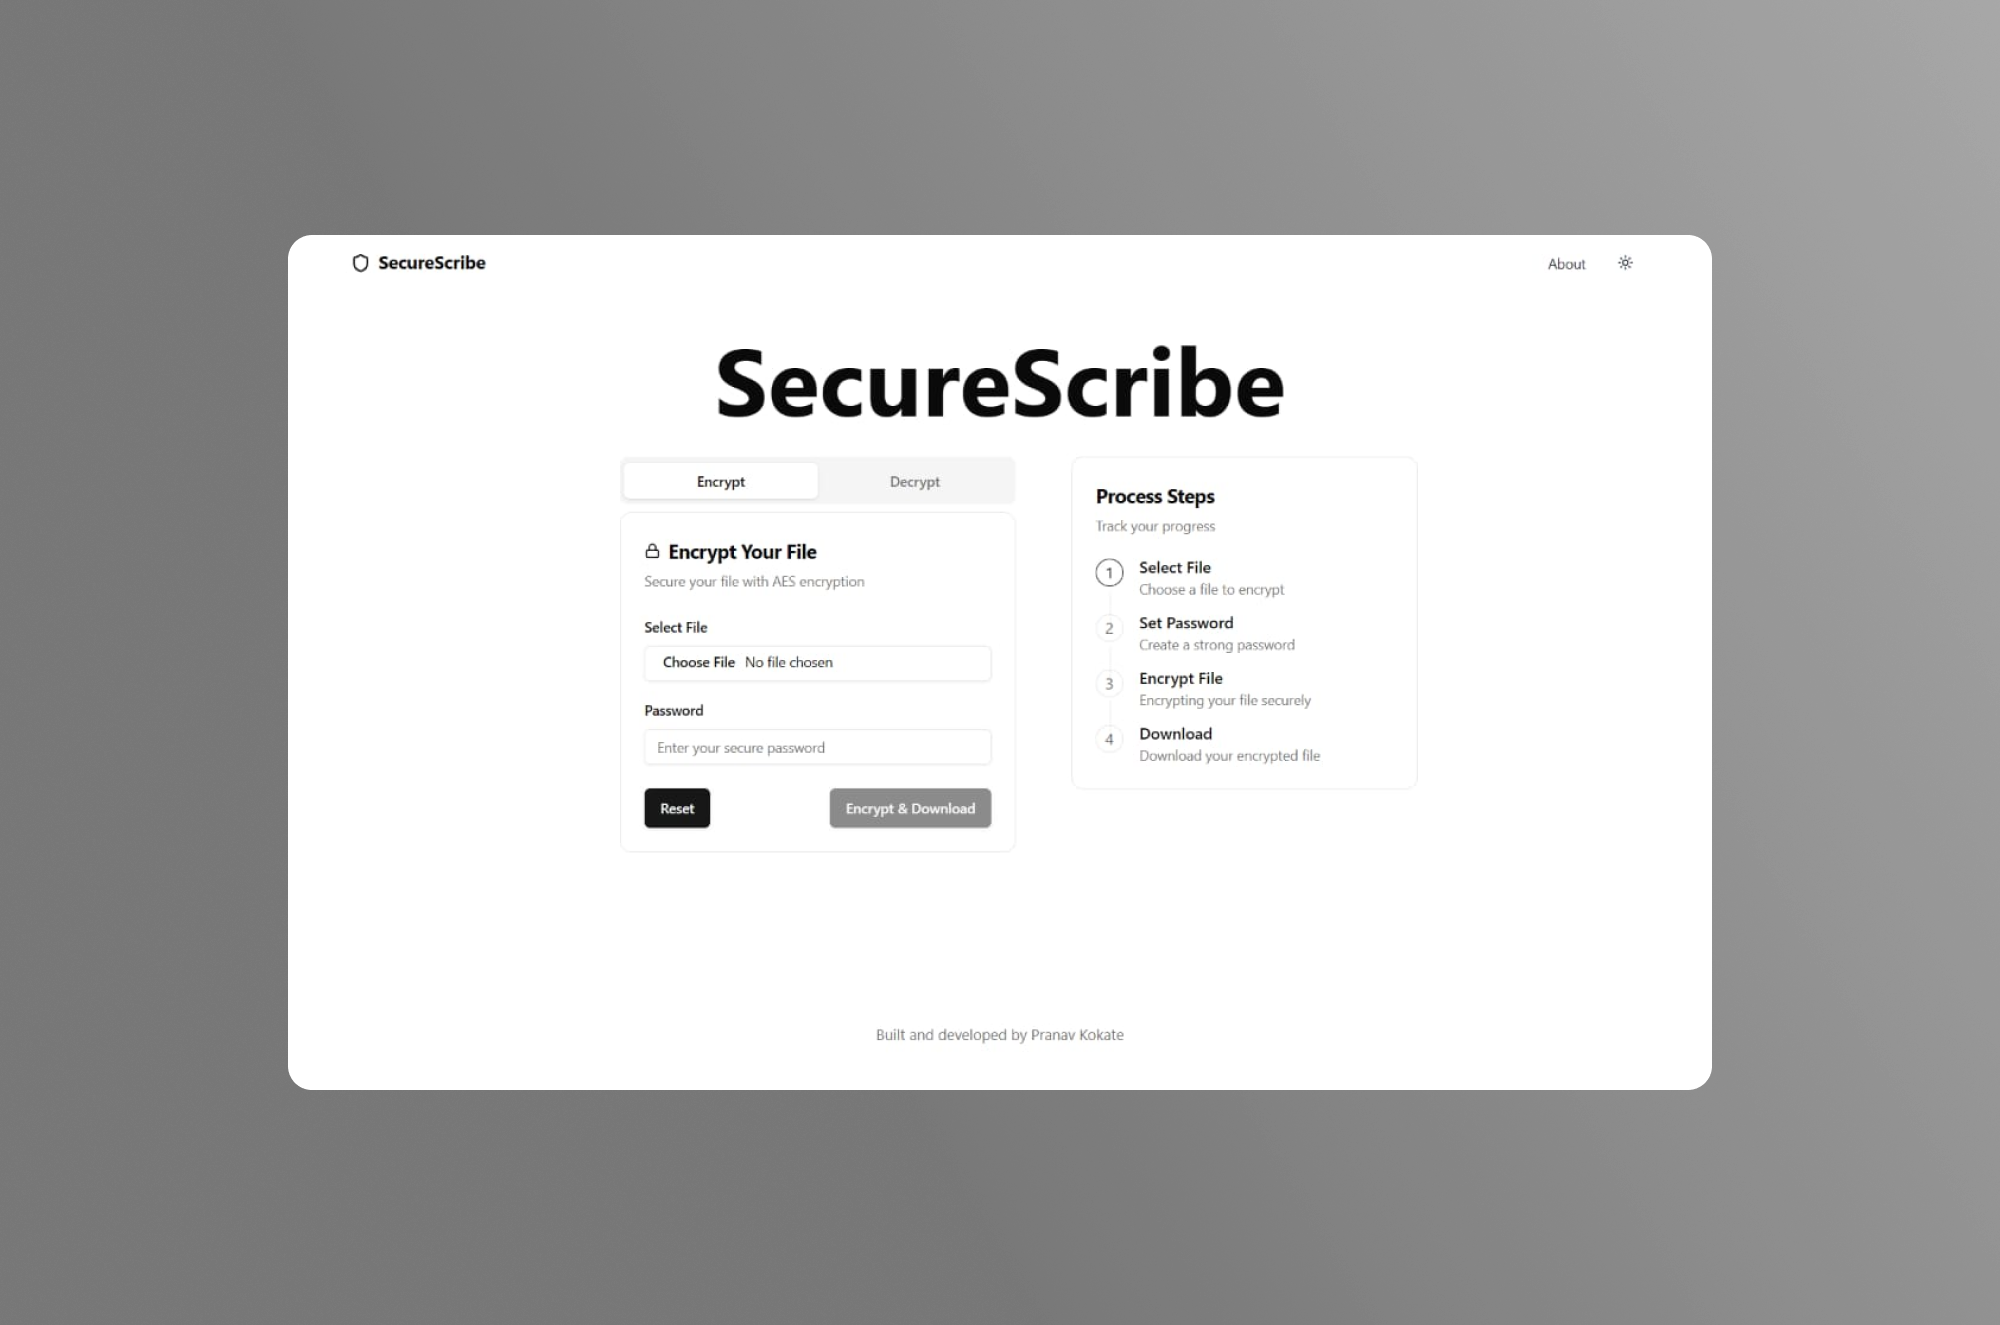 SecureScribe
About
SecureScribe
Encrypt
Decrypt
Encrypt Your File
Secure your file with AES encryption
Select File
Choose File No file chosen
Password
Enter your secure password
Reset
Encrypt & Download
Process Steps
Track your progress
1
Select File
Choose a file to encrypt
2
Set Password
Create a strong password
3
Encrypt File
Encrypting your file securely
4
Download
Download your encrypted file
Built and developed by Pranav Kokate